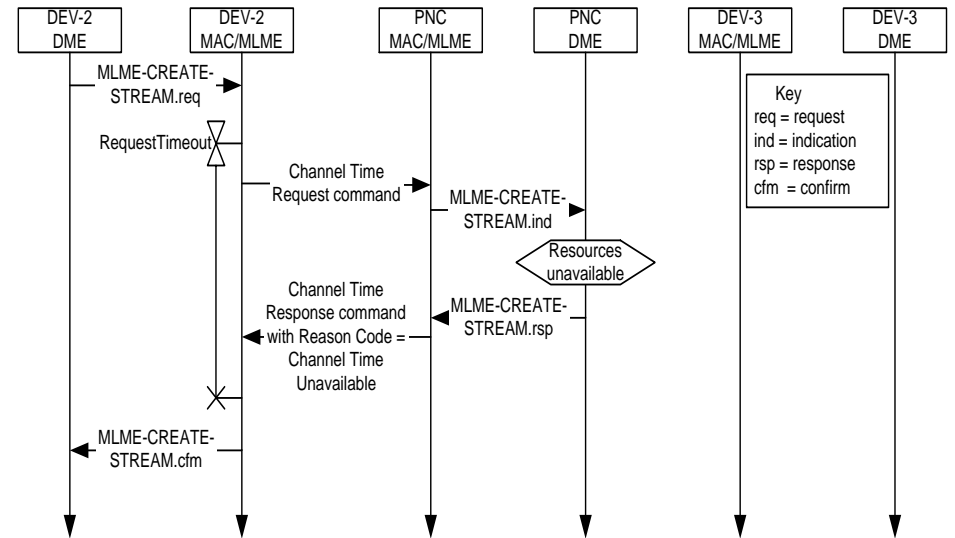 DEV-2
DME
DEV-2
MAC/MLME
PNC
MAC/MLME
PNC
DME
DEV-3
MAC/MLME
DEV-3
DME
MLME-CREATE-
STREAM.req
Key
req = request
ind = indication
rsp = response
cfm = confirm
RequestTimeout
Channel Time
Request command
MLME-CREATE-
STREAM.ind
Resources
unavailable
Channel Time
Response command
with Reason Code =
Channel Time
Unavailable
MLME-CREATE-
STREAM.rsp
MLME-CREATE-
STREAM.cfm